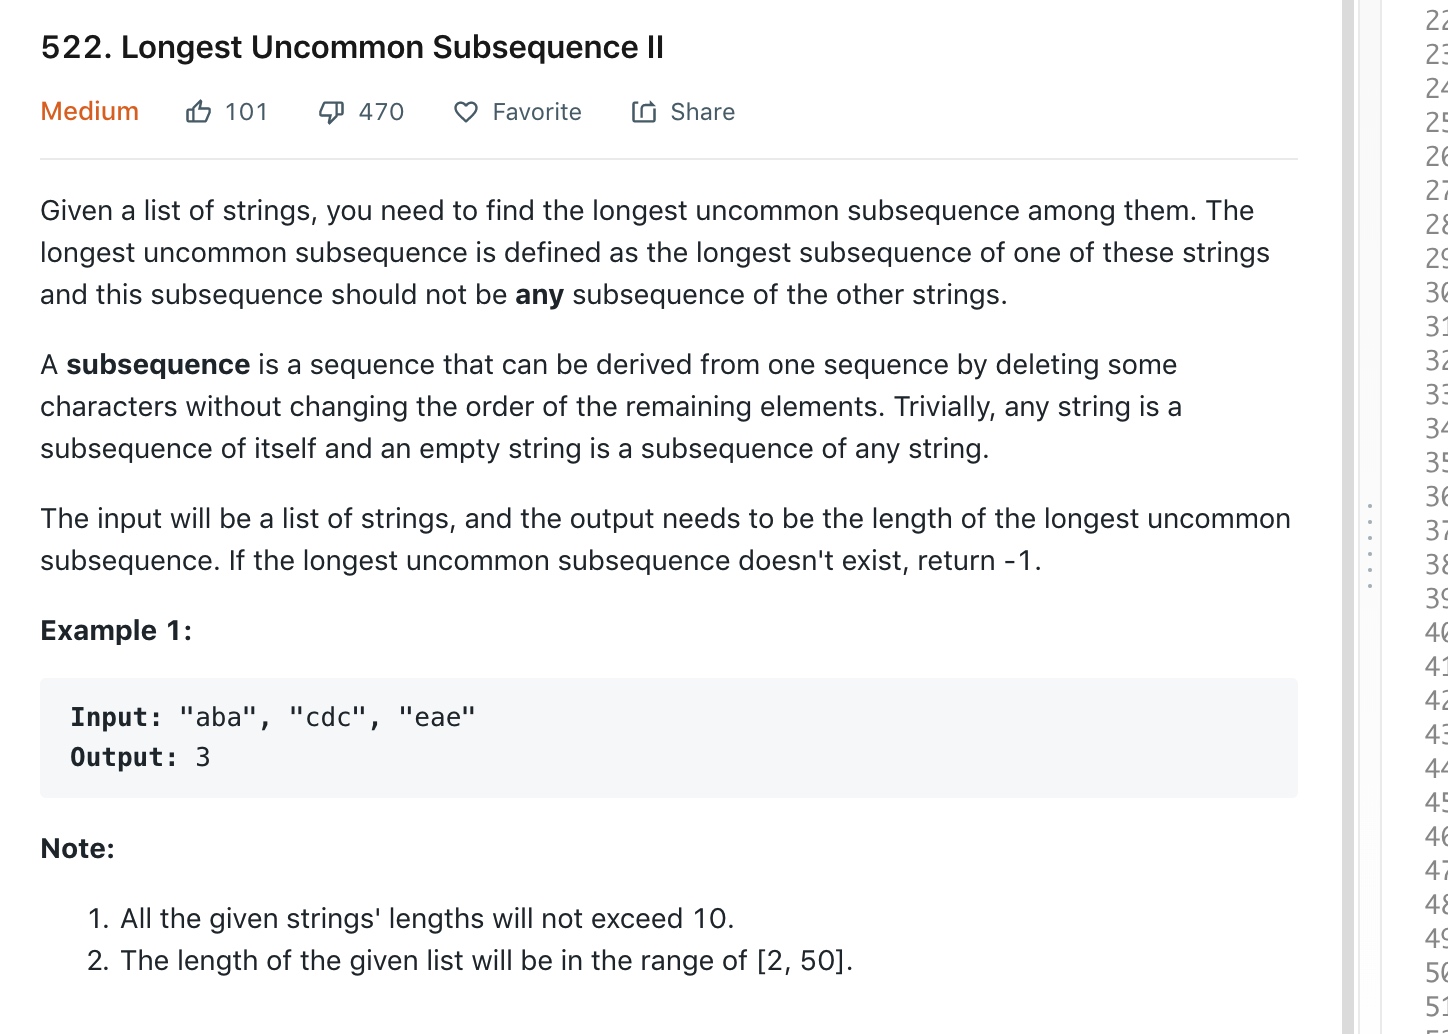 522. Longest Uncommon Subsequence II
Medium 101 470 Favorite Share
Given a list of strings, you need to find the longest uncommon subsequence among them. The
longest uncommon subsequence is defined as the longest subsequence of one of these strings
and this subsequence should not be any subsequence of the other strings.
A subsequence is a sequence that can be derived from one sequence by deleting some
characters without changing the order of the remaining elements. Trivially, any string is a
subsequence of itself and an empty string is a subsequence of any string.
The input will be a list of strings, and the output needs to be the length of the longest uncommon
subsequence. If the longest uncommon subsequence doesn't exist, return -1.
Example 1:
Input: "aba", "cdc", "eae"
Output: 3
Note:
1. All the given strings' lengths will not exceed 10.
2. The length of the given list will be in the range of [2, 50].
22
23
24
25
26
27
28
29
30
31
32
33
34
35
36
37
38
39
40
41
42
43
44
45
46
47
48
49
50
51